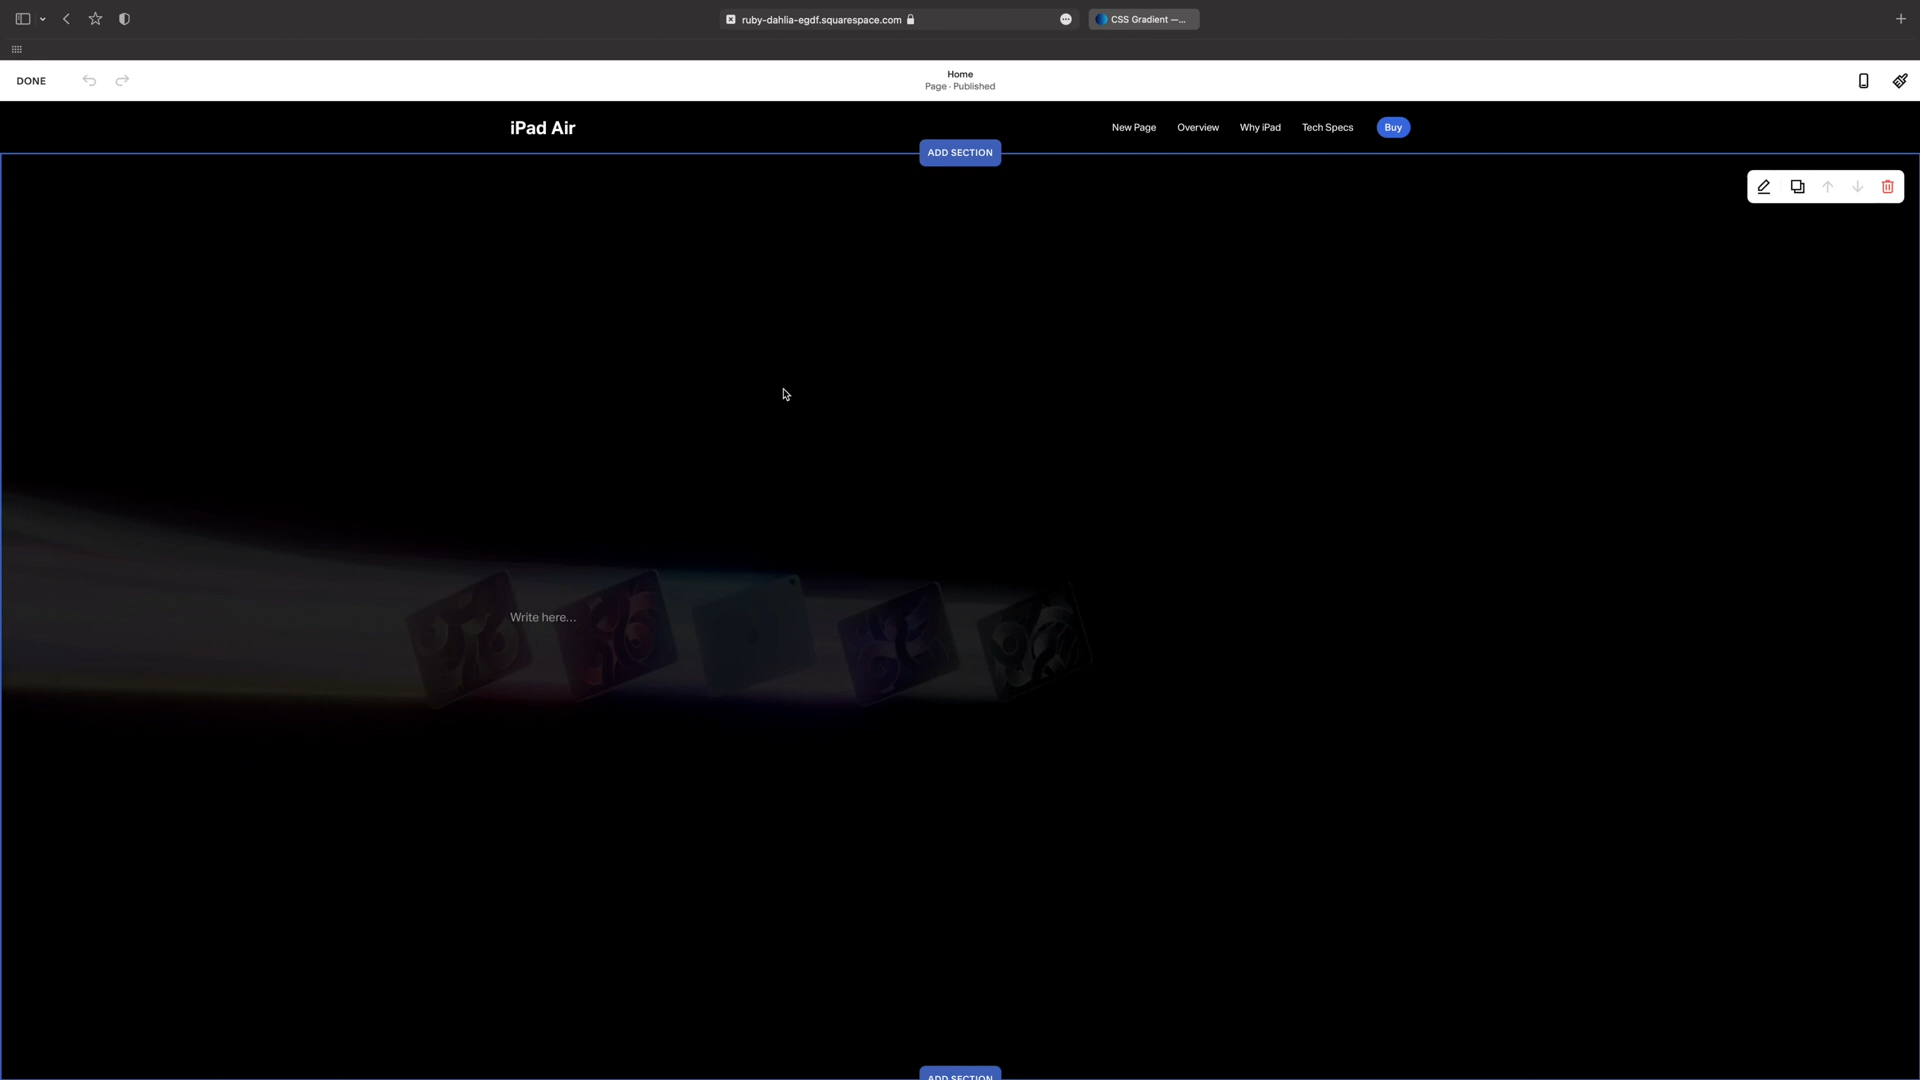 ruby-dahlia-egdf.squarespace.com
CSS Gradient —...
DONE
Home
Page · Published
iPad Air
New Page
Overview
Why iPad
Tech Specs
Buy
ADD SECTION
Write here...
ADD SECTION